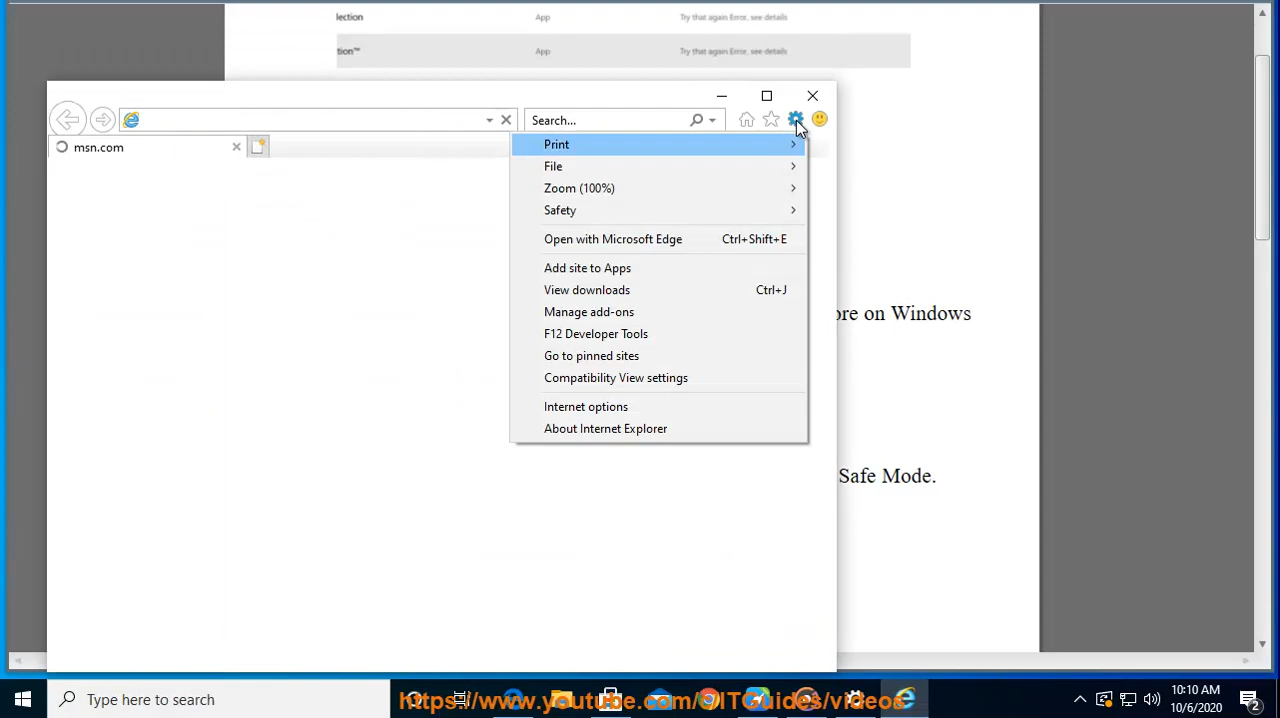 lection App Try that again Error, see details
tion™ App Try that again Error, see details
Search...
msn.com
Print
File
Zoom (100%)
Safety
Open with Microsoft Edge Ctrl+Shift+E
Add site to Apps
View downloads Ctrl+J
Manage add-ons
F12 Developer Tools
Go to pinned sites
Compatibility View settings
Internet options
About Internet Explorer
ore on Windows
Safe Mode.
Type here to search
https://www.youtube.com/c/ITGuides/videos
10:10 AM
10/6/2020
2